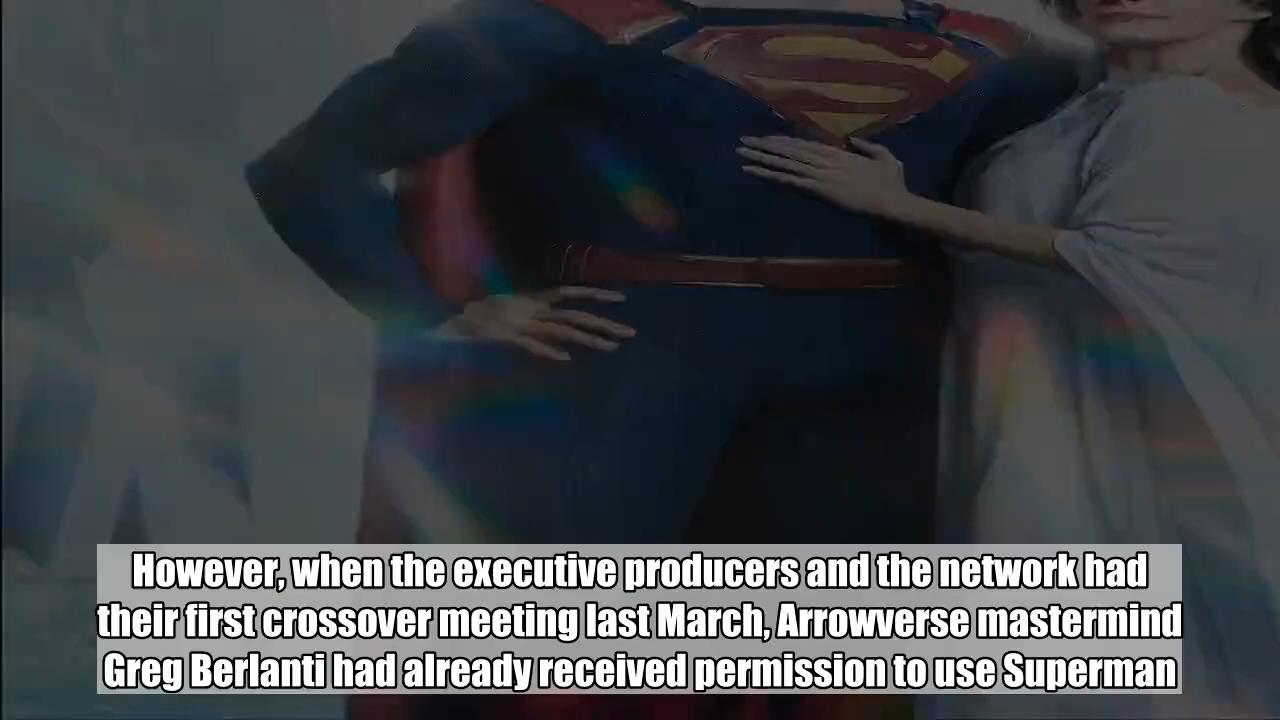 However, when the executive producers and the network had
their first crossover meeting last March, Arrowverse mastermind
Greg Berlanti had already received permission to use Superman